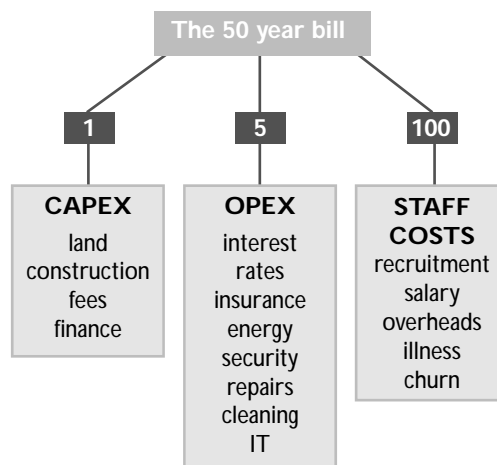 The 50 year bill
1
5
100
CAPEX
land
construction
fees
finance
OPEX
interest
rates
insurance
energy
security
repairs
cleaning
IT
STAFF
COSTS
recruitment
salary
overheads
illness
churn